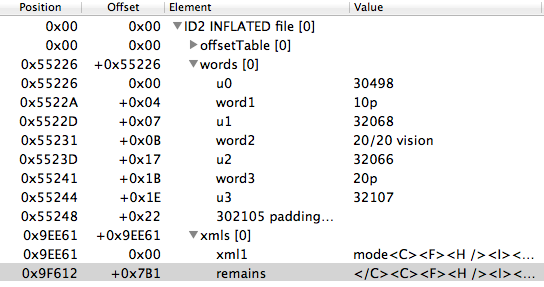 Position Offset Element Value
0x00 0x00 ▼ID2 INFLATED file [0]
0x00 0x00 ▶offsetTable [0]
0x55226 +0x55226 ▼words [0]
0x55226 0x00 u0 30498
0x5522A +0x04 word1 10p
0x5522D +0x07 u1 32068
0x55231 +0x0B word2 20/20 vision
0x5523D +0x17 u2 32066
0x55241 +0x1B word3 20p
0x55244 +0x1E u3 32107
0x55248 +0x22 302105 padding...
0x9EE61 +0x9EE61 ▼xmls [0]
0x9EE61 0x00 xml1 mode<C><F><H /><I><...
0x9F612 +0x7B1 remains </C><C><F><H /><I><...